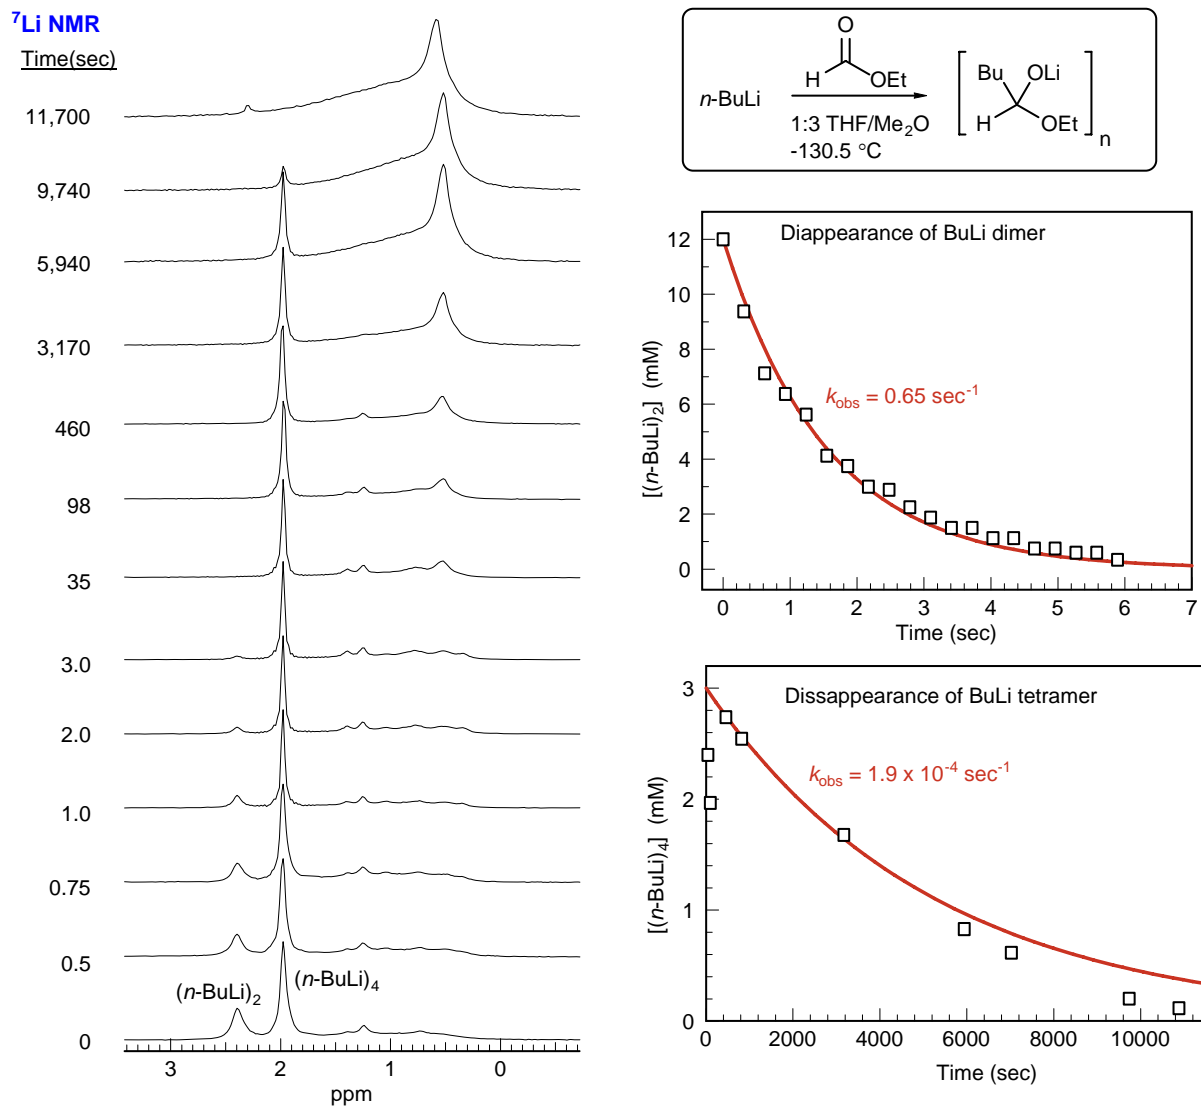 ⁷Li NMR
Time(sec)
11,700
9,740
5,940
3,170
460
98
35
3.0
2.0
1.0
0.75
0.5
0
(n-BuLi)₂
(n-BuLi)₄
3 2 1 0
ppm
n-BuLi
O
H OEt
1:3 THF/Me₂O
-130.5 °C
Bu OLi
H OEt
n
Diappearance of BuLi dimer
kobs = 0.65 sec⁻¹
[(n-BuLi)₂] (mM)
12
10
8
6
4
2
0
0 1 2 3 4 5 6 7
Time (sec)
Dissappearance of BuLi tetramer
kobs = 1.9 x 10⁻⁴ sec⁻¹
[(n-BuLi)₄] (mM)
3
2
1
0
0 2000 4000 6000 8000 10000
Time (sec)